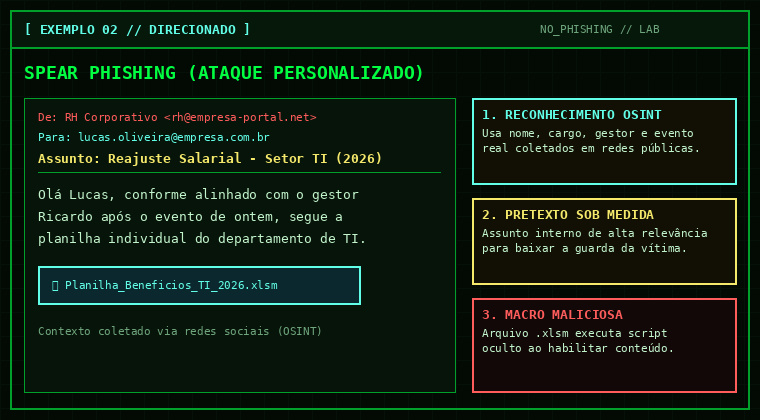 [ EXEMPLO 02 // DIRECIONADO ]
NO_PHISHING // LAB
SPEAR PHISHING (ATAQUE PERSONALIZADO)
De: RH Corporativo <rh@empresa-portal.net>
Para: lucas.oliveira@empresa.com.br
Assunto: Reajuste Salarial - Setor TI (2026)
Olá Lucas, conforme alinhado com o gestor
Ricardo após o evento de ontem, segue a
planilha individual do departamento de TI.
Planilha_Beneficios_TI_2026.xlsm
Contexto coletado via redes sociais (OSINT)
1. RECONHECIMENTO OSINT
Usa nome, cargo, gestor e evento
real coletados em redes públicas.
2. PRETEXTO SOB MEDIDA
Assunto interno de alta relevância
para baixar a guarda da vítima.
3. MACRO MALICIOSA
Arquivo .xlsm executa script
oculto ao habilitar conteúdo.